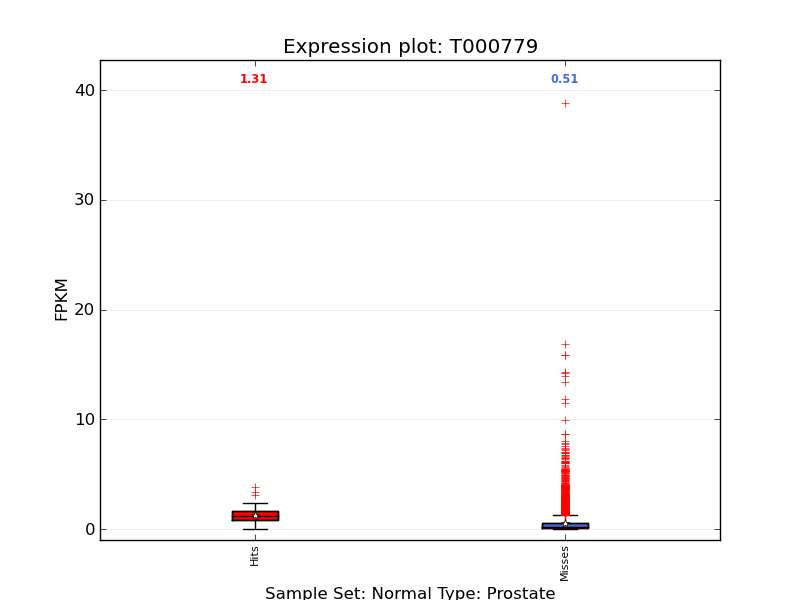 Expression plot: T000779
1.31
0.51
40
30
20
10
0
FPKM
Hits
Misses
Sample Set: Normal Type: Prostate